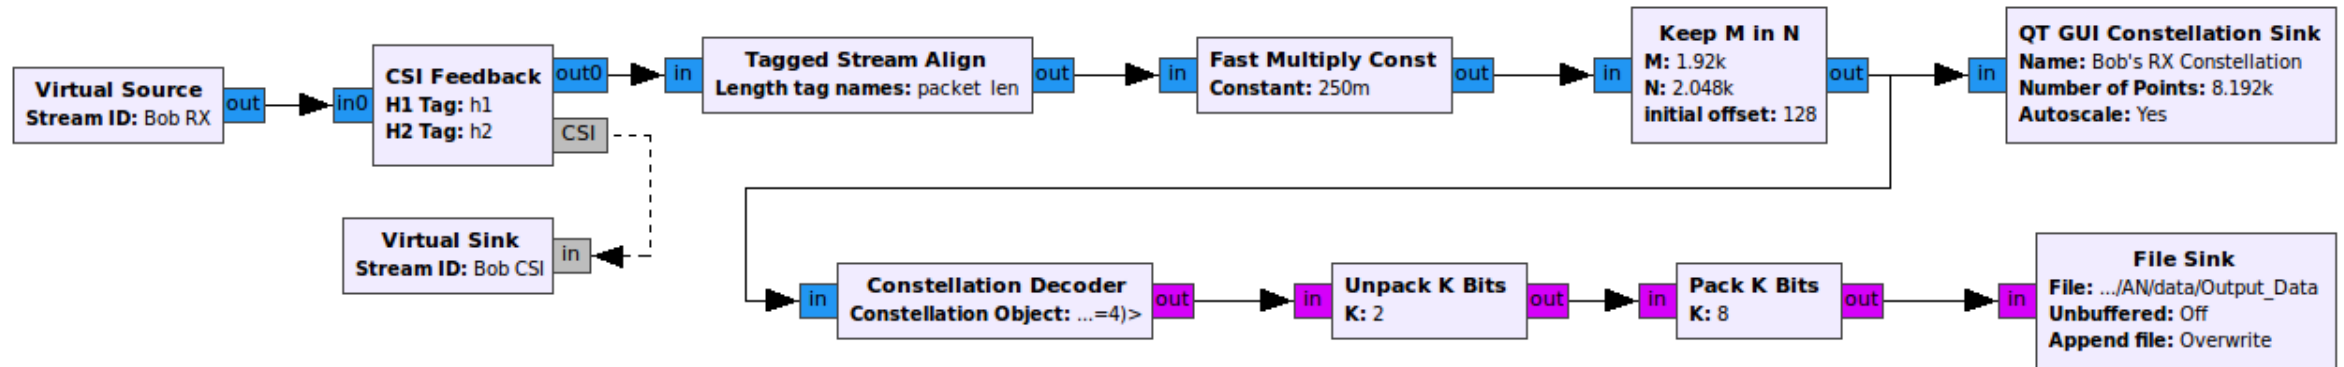 Virtual Source
Stream ID: Bob RX
out
in0
CSI Feedback
H1 Tag: h1
H2 Tag: h2
out0
CSI
in
Tagged Stream Align
Length tag names: packet_len
out
in
Fast Multiply Const
Constant: 250m
out
in
Keep M in N
M: 1.92k
N: 2.048k
initial offset: 128
out
in
QT GUI Constellation Sink
Name: Bob's RX Constellation
Number of Points: 8.192k
Autoscale: Yes
Virtual Sink
Stream ID: Bob CSI
in
in
Constellation Decoder
Constellation Object: ...=4)>
out
in
Unpack K Bits
K: 2
out
in
Pack K Bits
K: 8
out
in
File Sink
File: .../AN/data/Output_Data
Unbuffered: Off
Append file: Overwrite